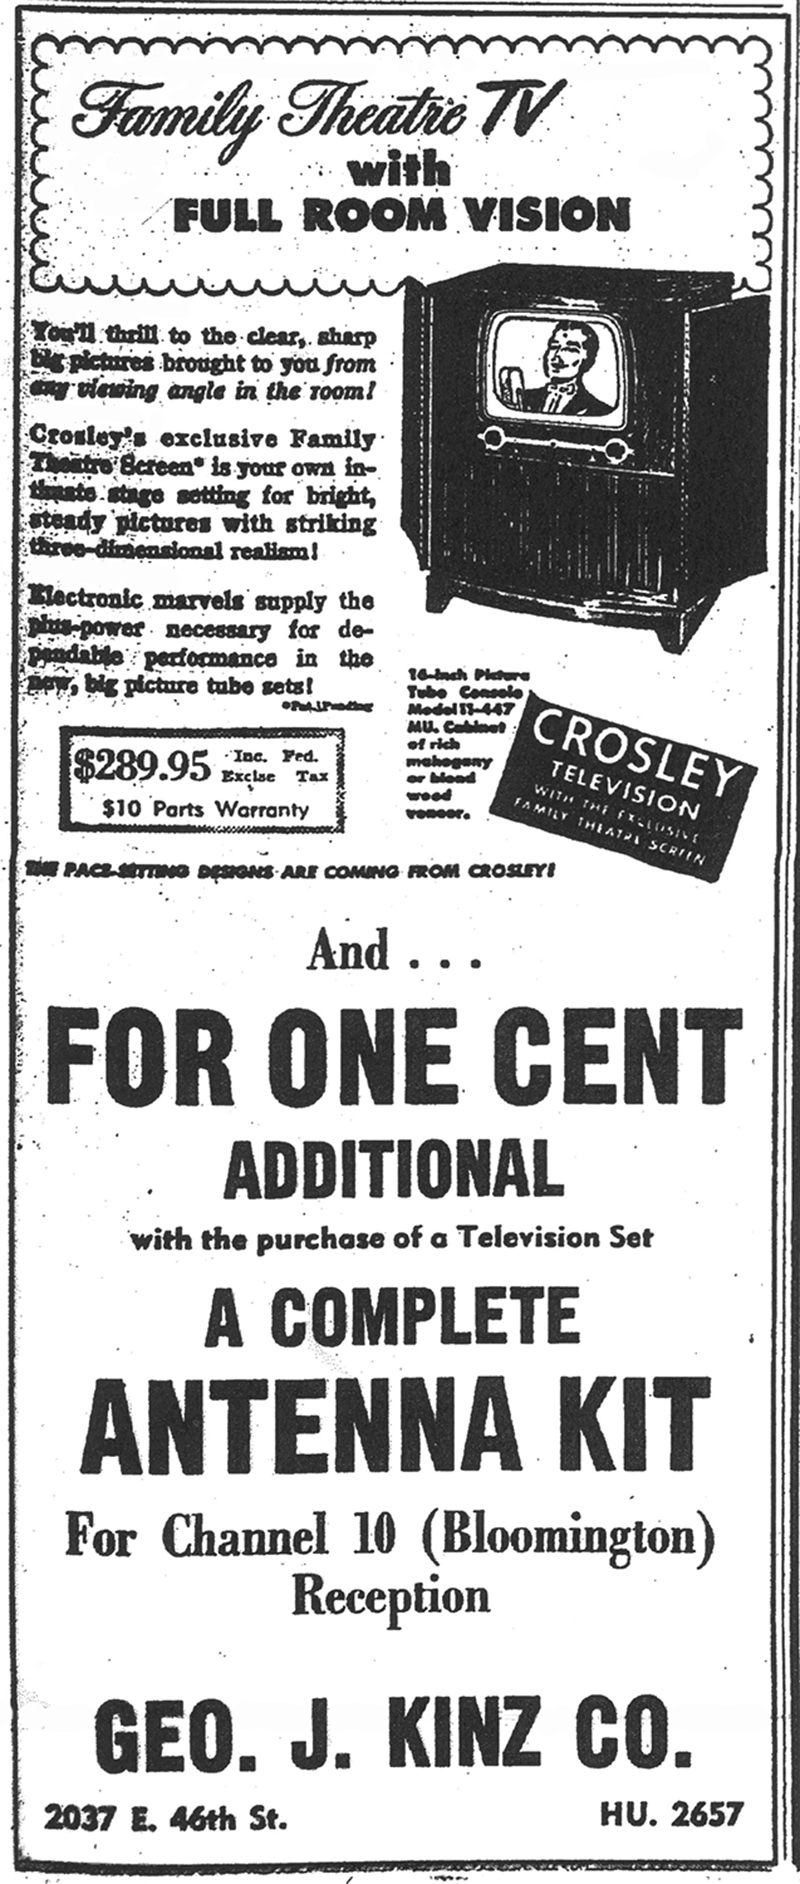 Family Theatre TV
with
FULL ROOM VISION
You'll thrill to the clear, sharp
big pictures brought to you from
any viewing angle in the room!
Crosley's exclusive Family
Theatre Screen* is your own in-
timate stage setting for bright,
steady pictures with striking
three-dimensional realism!
Electronic marvels supply the
plus-power necessary for de-
pendable performance in the
new, big picture tube sets!
*Pat. Pending
$289.95 Inc. Fed.
Excise Tax
$10 Parts Warranty
16-inch Picture
Tube Console
Model 11-447
MU. Cabinet
of rich
mahogany
or blond
wood
veneer.
CROSLEY
TELEVISION
WITH THE EXCLUSIVE
FAMILY THEATRE SCREEN
THE PACE-SETTING DESIGNS ARE COMING FROM CROSLEY!
And . . .
FOR ONE CENT
ADDITIONAL
with the purchase of a Television Set
A COMPLETE
ANTENNA KIT
For Channel 10 (Bloomington)
Reception
GEO. J. KINZ CO.
2037 E. 46th St. HU. 2657